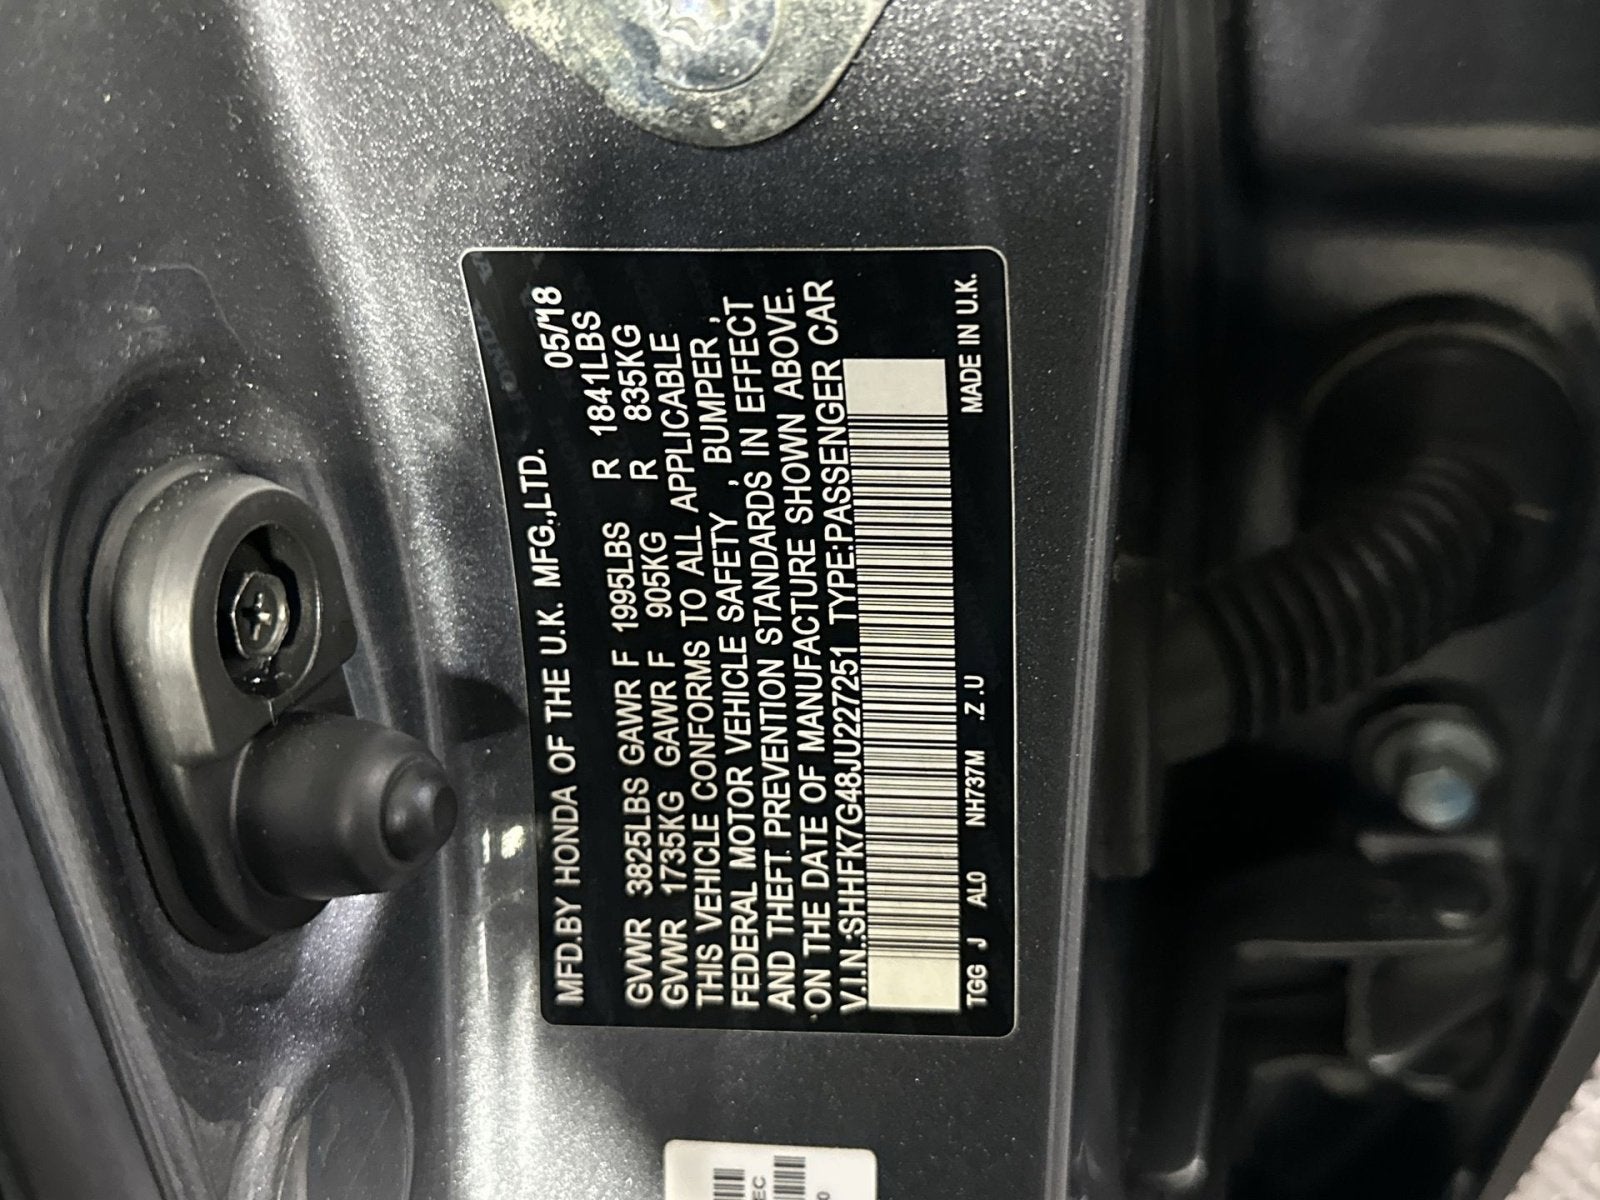 MFD.BY HONDA OF THE U.K. MFG.,LTD. 05/'18
GVWR 3825LBS GAWR F 1995LBS R 1841LBS
GVWR 1735KG GAWR F 905KG R 835KG
THIS VEHICLE CONFORMS TO ALL APPLICABLE
FEDERAL MOTOR VEHICLE SAFETY , BUMPER ,
AND THEFT PREVENTION STANDARDS IN EFFECT
ON THE DATE OF MANUFACTURE SHOWN ABOVE.
V.I.N.:SHHFK7G48JU227251 TYPE:PASSENGER CAR
TGG J AL0 NH737M .Z.U MADE IN U.K.
EC
0